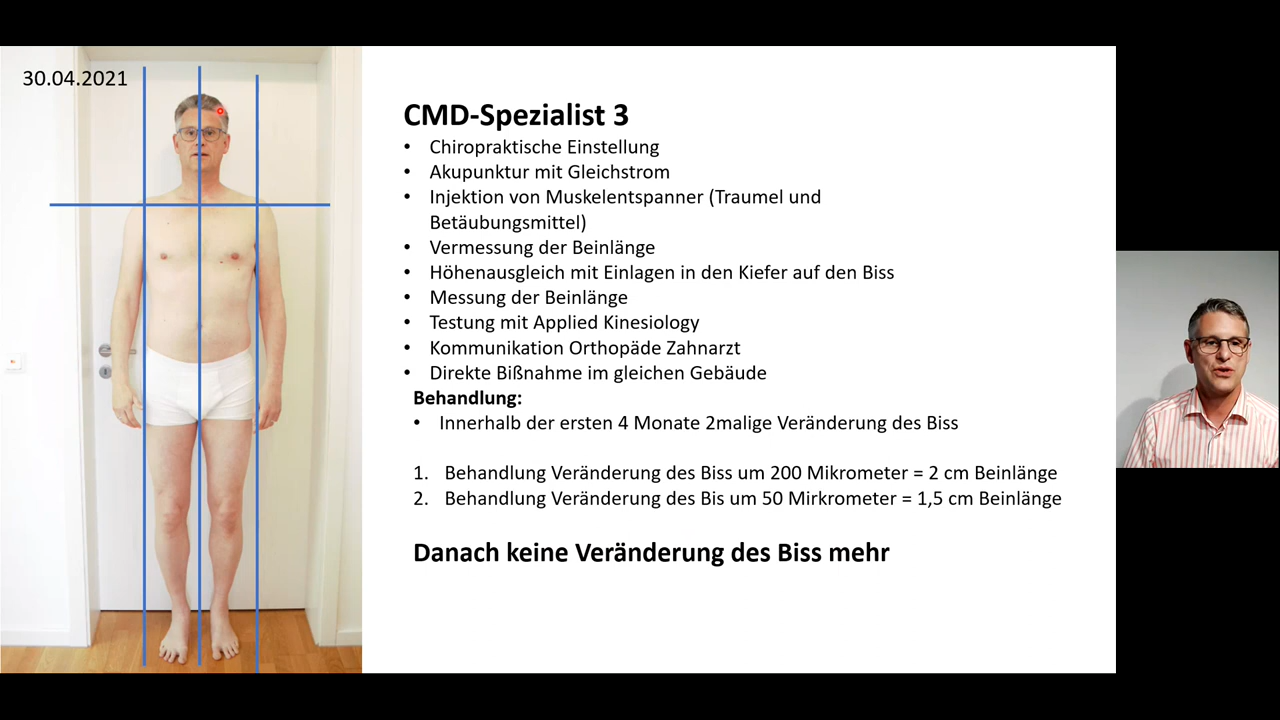 30.04.2021
CMD-Spezialist 3
• Chiropraktische Einstellung
• Akupunktur mit Gleichstrom
• Injektion von Muskelentspanner (Traumel und
Betäubungsmittel)
• Vermessung der Beinlänge
• Höhenausgleich mit Einlagen in den Kiefer auf den Biss
• Messung der Beinlänge
• Testung mit Applied Kinesiology
• Kommunikation Orthopäde Zahnarzt
• Direkte Bißnahme im gleichen Gebäude
Behandlung:
• Innerhalb der ersten 4 Monate 2malige Veränderung des Biss
1. Behandlung Veränderung des Biss um 200 Mikrometer = 2 cm Beinlänge
2. Behandlung Veränderung des Bis um 50 Mirkrometer = 1,5 cm Beinlänge
Danach keine Veränderung des Biss mehr